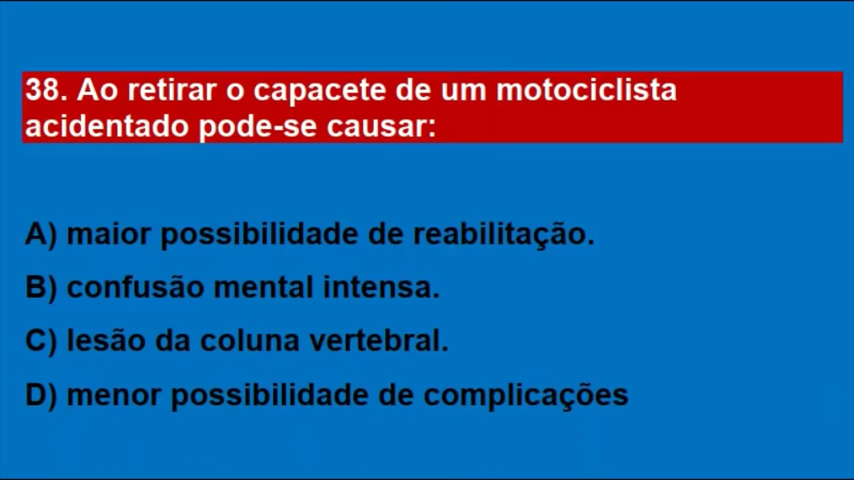 38. Ao retirar o capacete de um motociclista
acidentado pode-se causar:
A) maior possibilidade de reabilitação.
B) confusão mental intensa.
C) lesão da coluna vertebral.
D) menor possibilidade de complicações